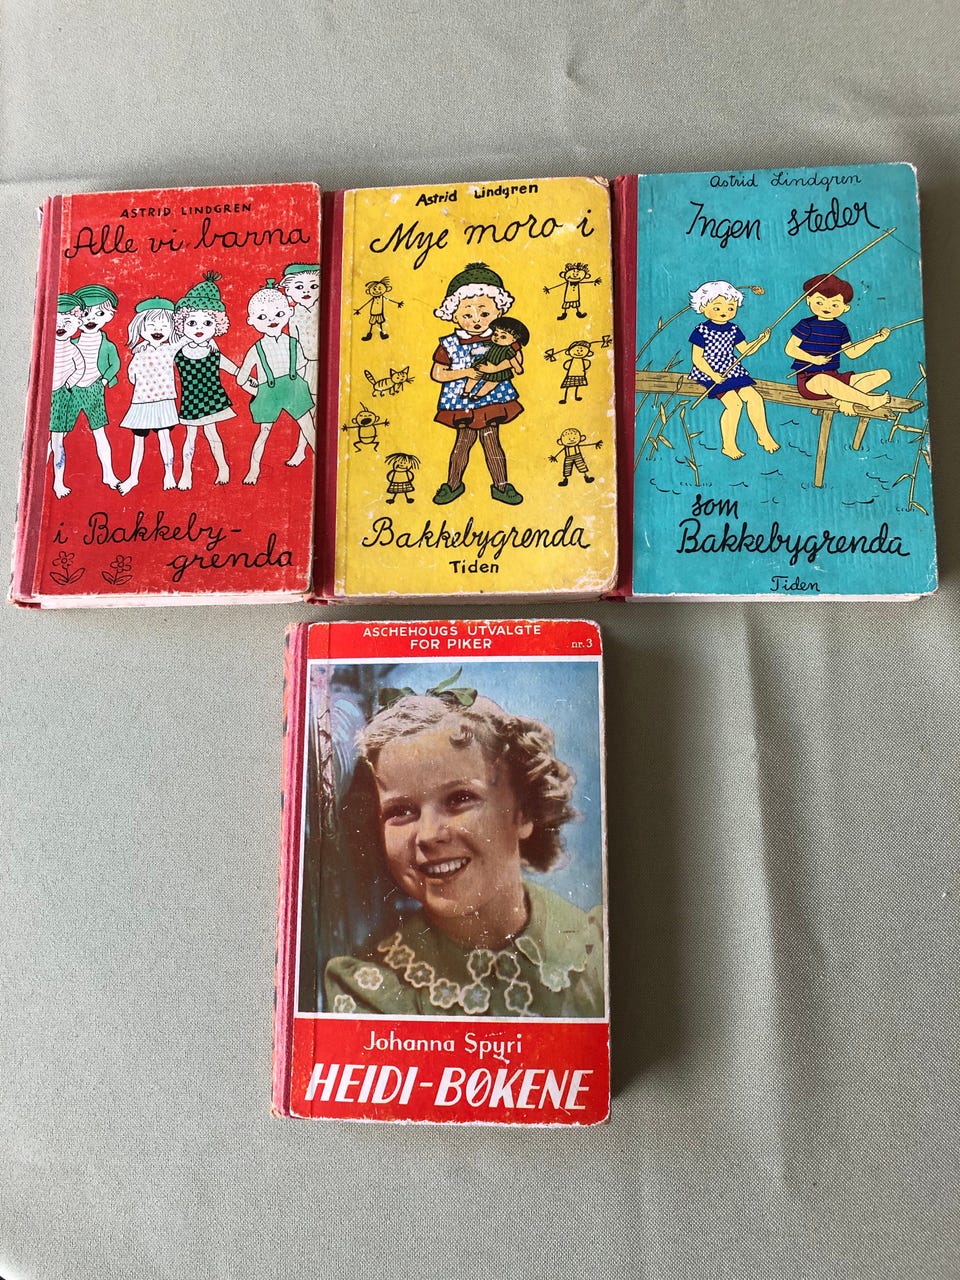 ASTRID LINDGREN
Alle vi barna
i Bakkeby-
grenda
Astrid Lindgren
Mye moro i
Bakkebygrenda
Tiden
Astrid Lindgren
Ingen steder
som
Bakkebygrenda
Tiden
ASCHEHOUGS UTVALGTE
FOR PIKER
nr. 3
Johanna Spyri
HEIDI-BØKENE